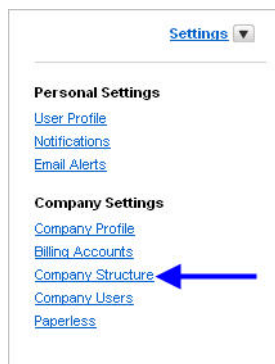 Settings
Personal Settings
User Profile
Notifications
Email Alerts
Company Settings
Company Profile
Billing Accounts
Company Structure
Company Users
Paperless